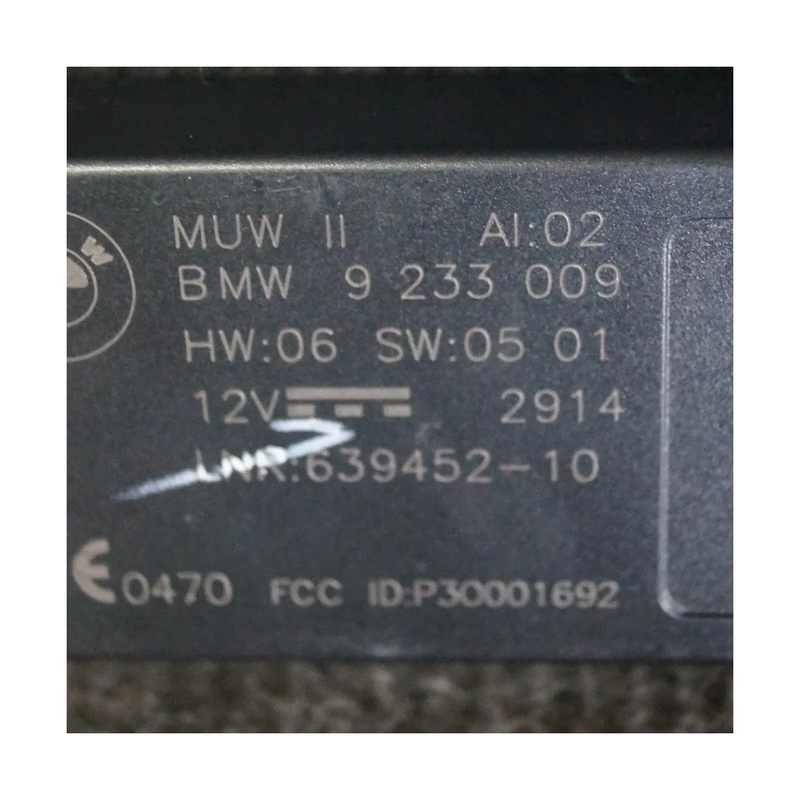 MUW II AI:02
BMW 9 233 009
HW:06 SW:05 01
12V 2914
LNR:639452-10
CE 0470 FCC ID:P30001692
W